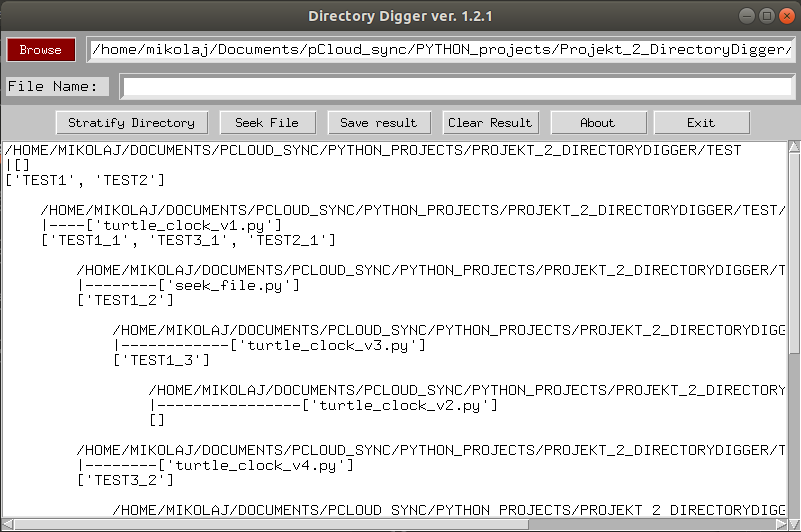 Directory Digger ver. 1.2.1
Browse /home/mikolaj/Documents/pCloud_sync/PYTHON_projects/Projekt_2_DirectoryDigger/
File Name:
Stratify Directory Seek File Save result Clear Result About Exit
/HOME/MIKOLAJ/DOCUMENTS/PCLOUD_SYNC/PYTHON_PROJECTS/PROJEKT_2_DIRECTORYDIGGER/TEST
|[]
['TEST1', 'TEST2']
/HOME/MIKOLAJ/DOCUMENTS/PCLOUD_SYNC/PYTHON_PROJECTS/PROJEKT_2_DIRECTORYDIGGER/TEST/
|----['turtle_clock_v1.py']
['TEST1_1', 'TEST3_1', 'TEST2_1']
/HOME/MIKOLAJ/DOCUMENTS/PCLOUD_SYNC/PYTHON_PROJECTS/PROJEKT_2_DIRECTORYDIGGER/T
|--------['seek_file.py']
['TEST1_2']
/HOME/MIKOLAJ/DOCUMENTS/PCLOUD_SYNC/PYTHON_PROJECTS/PROJEKT_2_DIRECTORYDIGG
|------------['turtle_clock_v3.py']
['TEST1_3']
/HOME/MIKOLAJ/DOCUMENTS/PCLOUD_SYNC/PYTHON_PROJECTS/PROJEKT_2_DIRECTORY
|----------------['turtle_clock_v2.py']
[]
/HOME/MIKOLAJ/DOCUMENTS/PCLOUD_SYNC/PYTHON_PROJECTS/PROJEKT_2_DIRECTORYDIGGER/T
|--------['turtle_clock_v4.py']
['TEST3_2']
/HOME/MIKOLAJ/DOCUMENTS/PCLOUD_SYNC/PYTHON_PROJECTS/PROJEKT_2_DIRECTORYDIGG